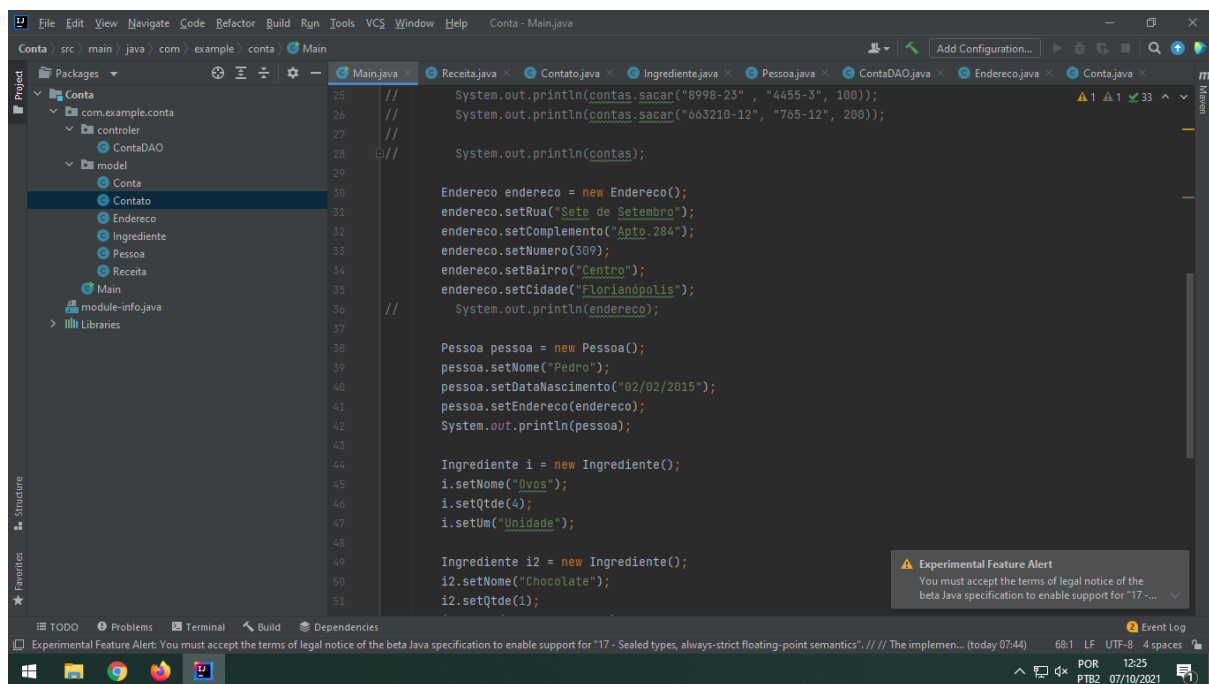 File Edit View Navigate Code Refactor Build Run Tools VCS Window Help Conta - Main.java
Conta src main java com example conta Main Add Configuration...
Packages
Main.java Receita.java Contato.java Ingrediente.java Pessoa.java ContaDAO.java Endereco.java Conta.java
Project
Maven
Conta
com.example.conta
controler
ContaDAO
model
Conta
Contato
Endereco
Ingrediente
Pessoa
Receita
Main
module-info.java
Libraries
Structure
Favorites
1 1 33
25 // System.out.println(contas.sacar("8998-23" , "4455-3", 100));
26 // System.out.println(contas.sacar("663210-12", "765-12", 200));
27 //
28 // System.out.println(contas);
29
30 Endereco endereco = new Endereco();
31 endereco.setRua("Sete de Setembro");
32 endereco.setComplemento("Apto.284");
33 endereco.setNumero(309);
34 endereco.setBairro("Centro");
35 endereco.setCidade("Florianópolis");
36 // System.out.println(endereco);
37
38 Pessoa pessoa = new Pessoa();
39 pessoa.setNome("Pedro");
40 pessoa.setDataNascimento("02/02/2015");
41 pessoa.setEndereco(endereco);
42 System.out.println(pessoa);
43
44 Ingrediente i = new Ingrediente();
45 i.setNome("Ovos");
46 i.setQtde(4);
47 i.setUm("Unidade");
48
49 Ingrediente i2 = new Ingrediente();
50 i2.setNome("Chocolate");
51 i2.setQtde(1);
Experimental Feature Alert
You must accept the terms of legal notice of the
beta Java specification to enable support for "17 -...
TODO Problems Terminal Build Dependencies 2 Event Log
Experimental Feature Alert: You must accept the terms of legal notice of the beta Java specification to enable support for "17 - Sealed types, always-strict floating-point semantics". // // The implemen... (today 07:44) 68:1 LF UTF-8 4 spaces
POR 12:25
PTB2 07/10/2021